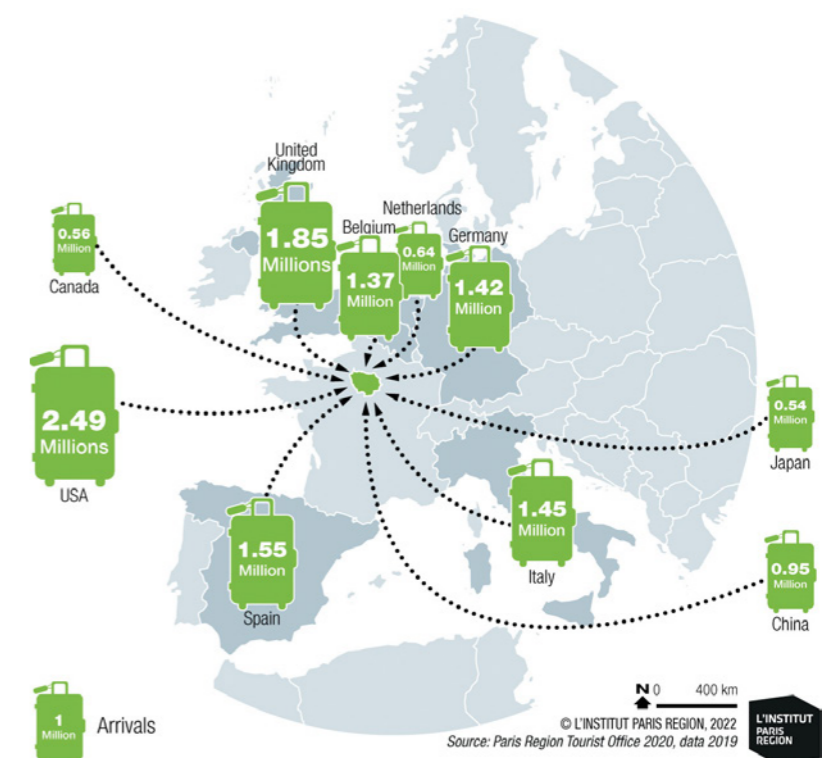 United
Kingdom
1.85
Millions
Netherlands
0.64
Million
Belgium
1.37
Million
Germany
1.42
Million
0.56
Million
Canada
2.49
Millions
USA
0.54
Million
Japan
1.55
Million
Spain
1.45
Million
Italy
0.95
Million
China
1
Million
Arrivals
N 0 400 km
© L'INSTITUT PARIS REGION, 2022
Source: Paris Region Tourist Office 2020, data 2019
L'INSTITUT
PARIS
REGION